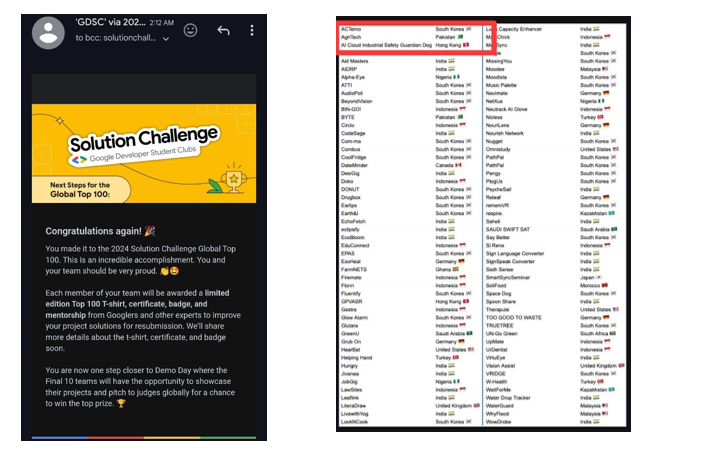 'GDSC' via 202... 2:12 AM
to bcc: solutionchall...
Solution Challenge
Google Developer Student Clubs
Next Steps for the
Global Top 100:
Congratulations again! 🎉
You made it to the 2024 Solution Challenge Global Top
100. This is an incredible accomplishment. You and
your team should be very proud. 👏🤩
Each member of your team will be awarded a limited
edition Top 100 T-shirt, certificate, badge, and
mentorship from Googlers and other experts to improve
your project solutions for resubmission. We'll share
more details about the t-shirt, certificate, and badge
soon.
You are now one step closer to Demo Day where the
Final 10 teams will have the opportunity to showcase
their projects and pitch to judges globally for a chance
to win the top prize. 🏆
ACTemo South Korea
AgriTech Pakistan
AI Cloud Industrial Safety Guardian Dog Hong Kong
Aid Masters India
AIDRP India
Alpha-Eye Nigeria
ATTI South Korea
AudioPoli South Korea
BeyondVision South Korea
BIN-GO! Indonesia
BYTE Pakistan
Circlo Indonesia
CodeSage India
Com-ma South Korea
Combus South Korea
CoolFridge South Korea
DateMinder Canada
DesiGig India
Doko Indonesia
DONUT South Korea
Drugbox South Korea
Earlips South Korea
Earth&I South Korea
EchoFetch India
eclipsify India
EcoBloom India
EduConnect Indonesia
EPAS South Korea
ExoHeal Germany
FarmNETS Ghana
Firemate Indonesia
Florin Indonesia
Fluentify South Korea
GPVASR Hong Kong
Gestra Indonesia
Glow Alarm South Korea
Glutara Indonesia
GreenU Saudi Arabia
Grub On Germany
HearSat United States
Helping Hand Turkey
Hungry India
Jivanaa India
JobGig Nigeria
LawSites Indonesia
Leaflink India
LiteraDraw United Kingdom
LivewithYog India
LookNCook South Korea
Capacity Enhancer India
Chick Indonesia
Sync India
South Korea
MissingYou South Korea
Moodee Malaysia
Moodista South Korea
Music Palette South Korea
Navimate Germany
NetXus Nigeria
Neutrack AI Glove Indonesia
Nicless Turkey
NouriLens Germany
Nourish Network India
Nugget South Korea
Omnistudy United States
PathPal South Korea
PathPal South Korea
Pengy South Korea
PlogUs South Korea
PsycheSail India
Releaf Germany
rememVR South Korea
respire. Kazakhstan
Saheli India
SAUDI SWIFT SAT Saudi Arabia
Say Better South Korea
Si Rene Indonesia
Sign Language Converter India
SignSpeak Converter India
Sixth Sense India
SmartSyncSeminar Japan
SoilFood Morocco
Space Dog South Korea
Spoon Share India
Therapute United States
TOO GOOD TO WASTE Germany
TRUETREE South Korea
UN-Go Green South Africa
UpMate Indonesia
UrDentist Indonesia
VirtuEye India
Vision Assist United Kingdom
VRIDGE South Korea
W-Health Turkey
WaitForMe Kazakhstan
Water Drop Tracker India
WaterGuard Malaysia
WhyFlood Malaysia
WowDrobe India